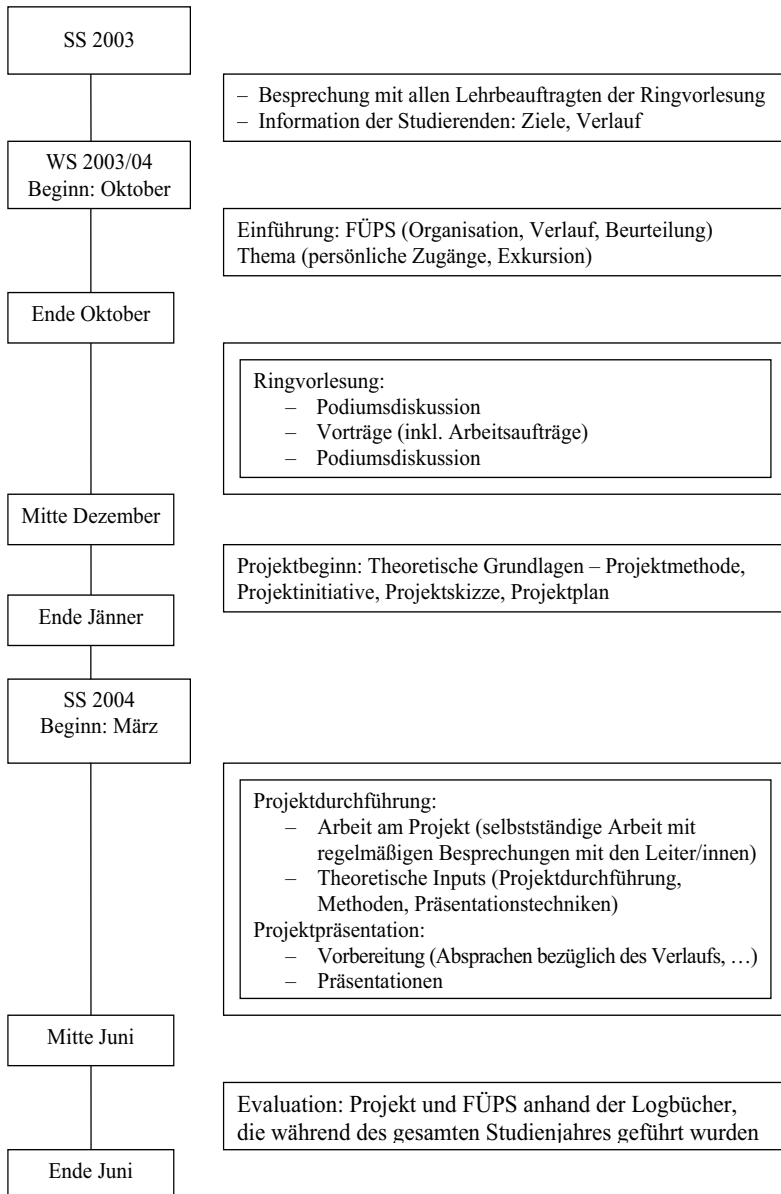 SS 2003
– Besprechung mit allen Lehrbeauftragten der Ringvorlesung
– Information der Studierenden: Ziele, Verlauf
WS 2003/04
Beginn: Oktober
Einführung: FÜPS (Organisation, Verlauf, Beurteilung)
Thema (persönliche Zugänge, Exkursion)
Ende Oktober
Ringvorlesung:
– Podiumsdiskussion
– Vorträge (inkl. Arbeitsaufträge)
– Podiumsdiskussion
Mitte Dezember
Projektbeginn: Theoretische Grundlagen – Projektmethode,
Projektinitiative, Projektskizze, Projektplan
Ende Jänner
SS 2004
Beginn: März
Projektdurchführung:
– Arbeit am Projekt (selbstständige Arbeit mit
regelmäßigen Besprechungen mit den Leiter/innen)
– Theoretische Inputs (Projektdurchführung,
Methoden, Präsentationstechniken)
Projektpräsentation:
– Vorbereitung (Absprachen bezüglich des Verlaufs, …)
– Präsentationen
Mitte Juni
Evaluation: Projekt und FÜPS anhand der Logbücher,
die während des gesamten Studienjahres geführt wurden
Ende Juni